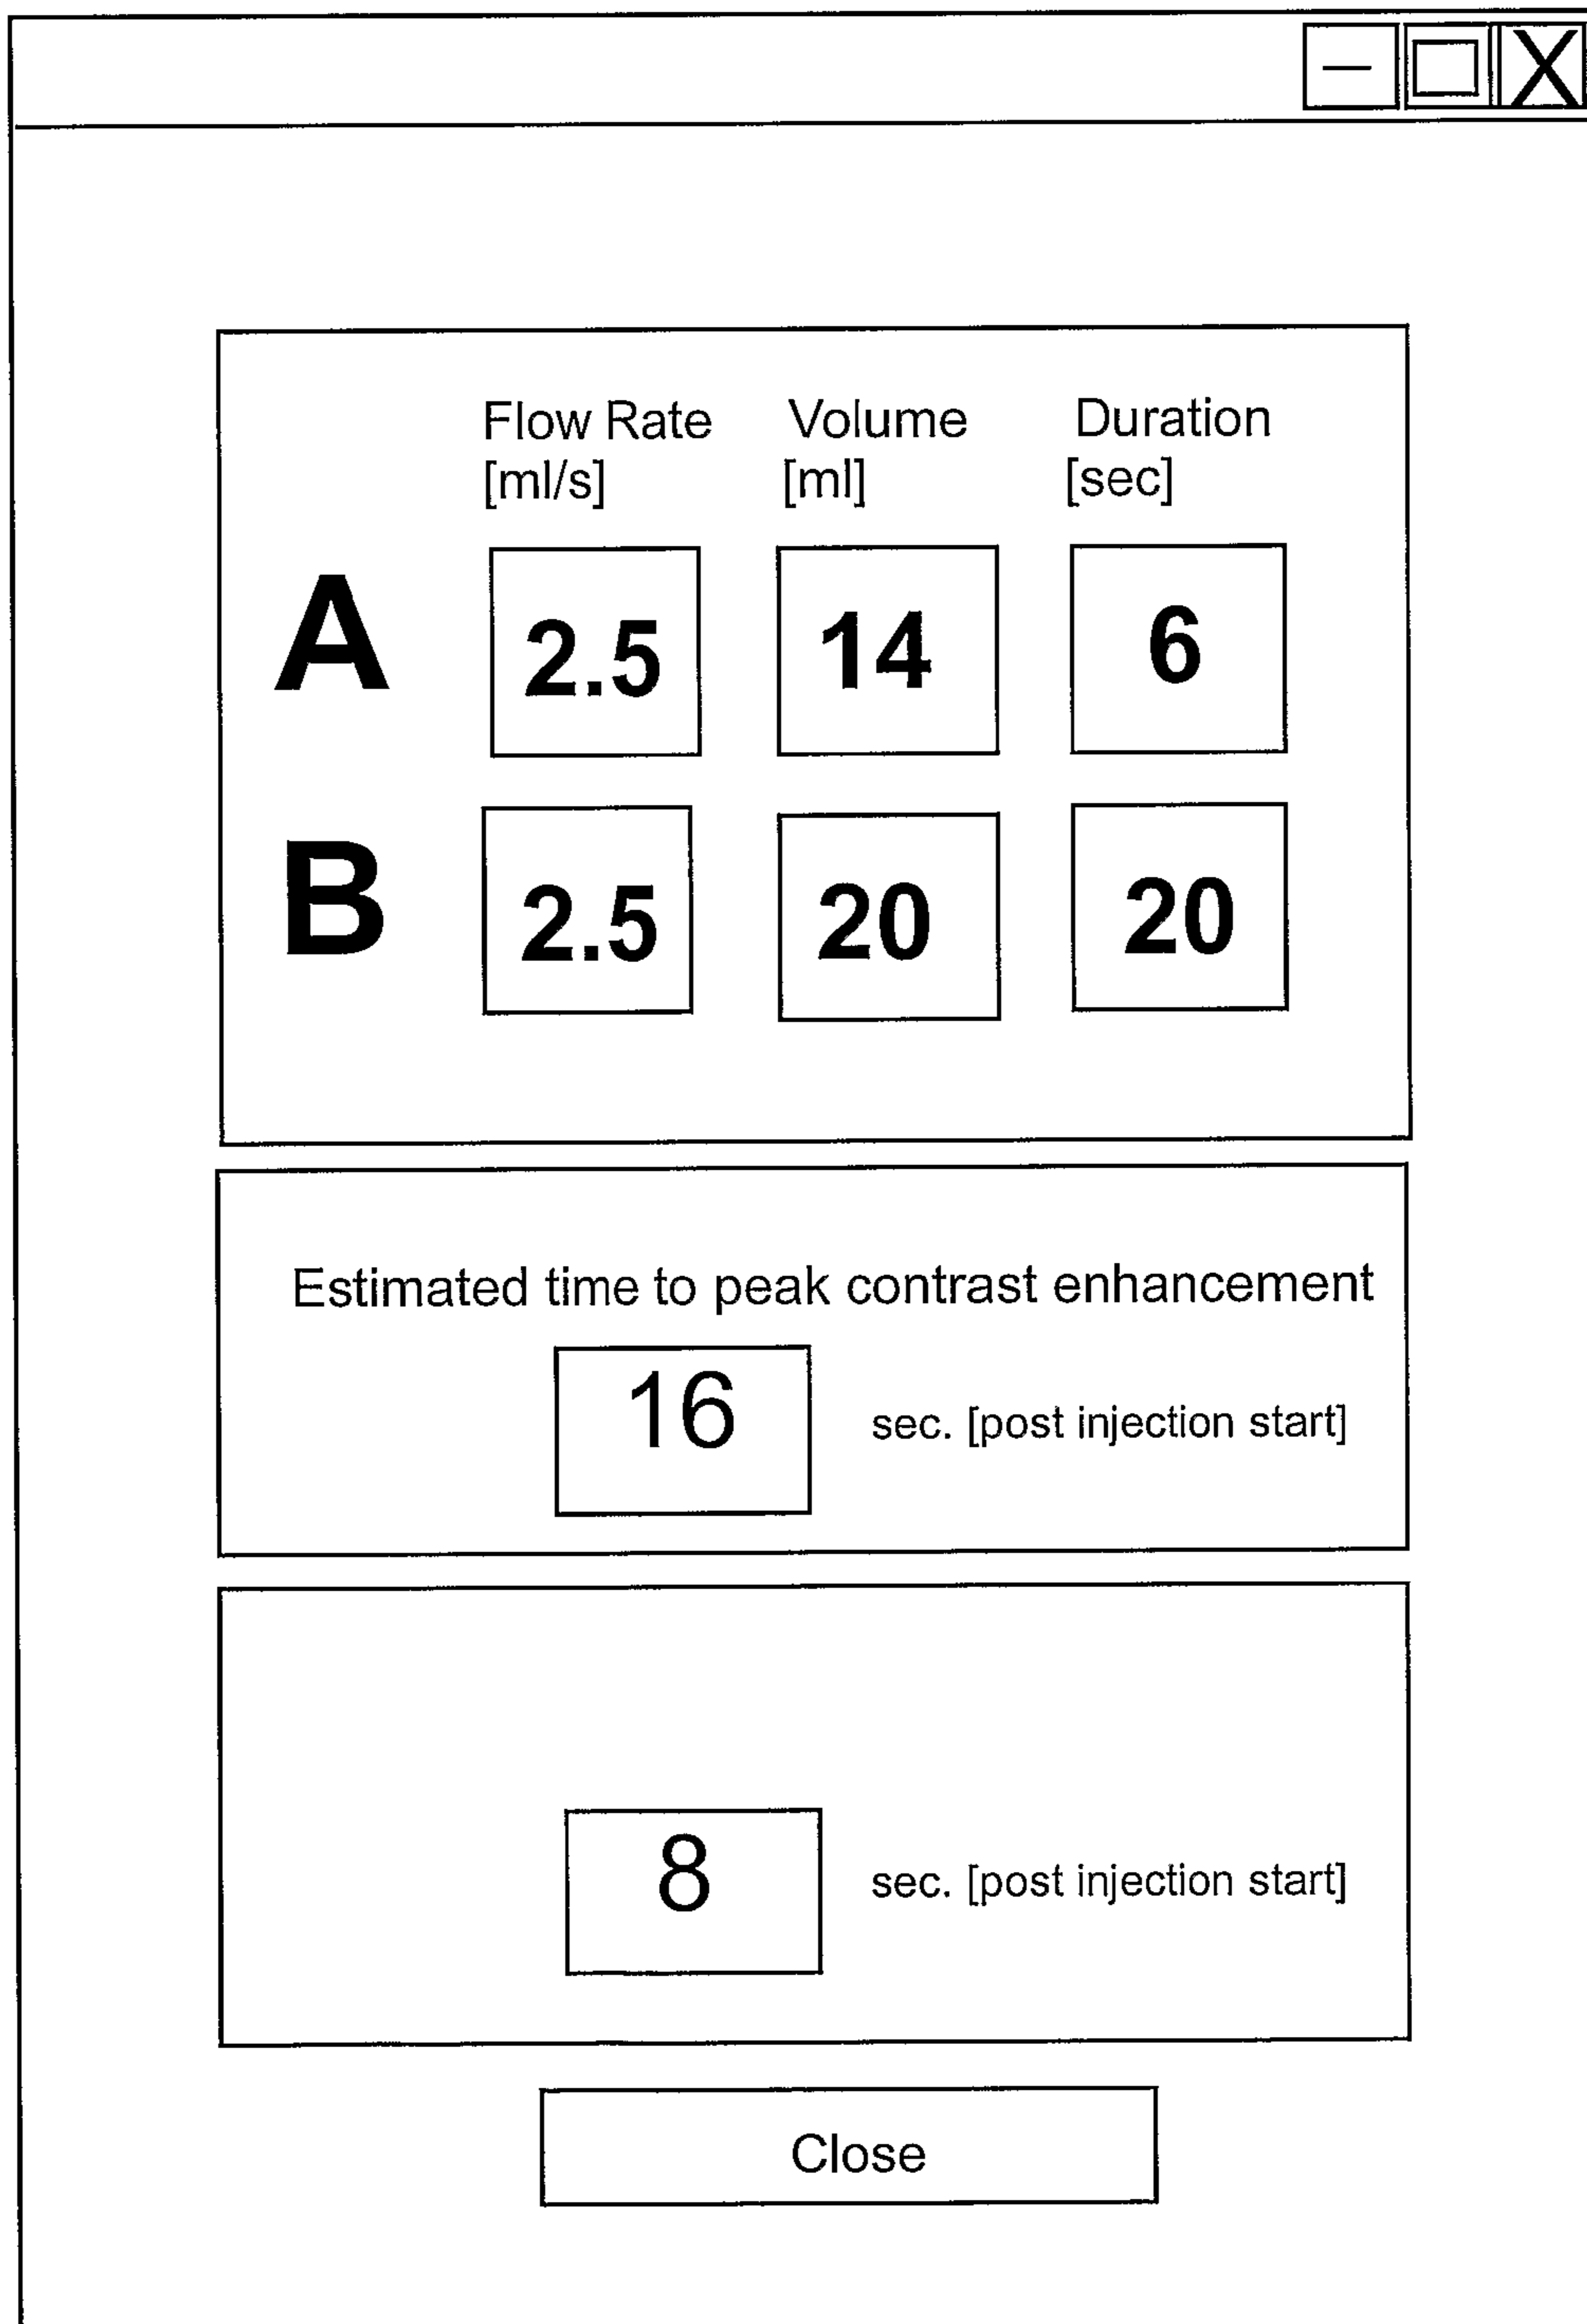 Flow Rate Volume Duration
[ml/s] [ml] [sec]
A 2.5 14 6
B 2.5 20 20
Estimated time to peak contrast enhancement
16 sec. [post injection start]
8 sec. [post injection start]
Close